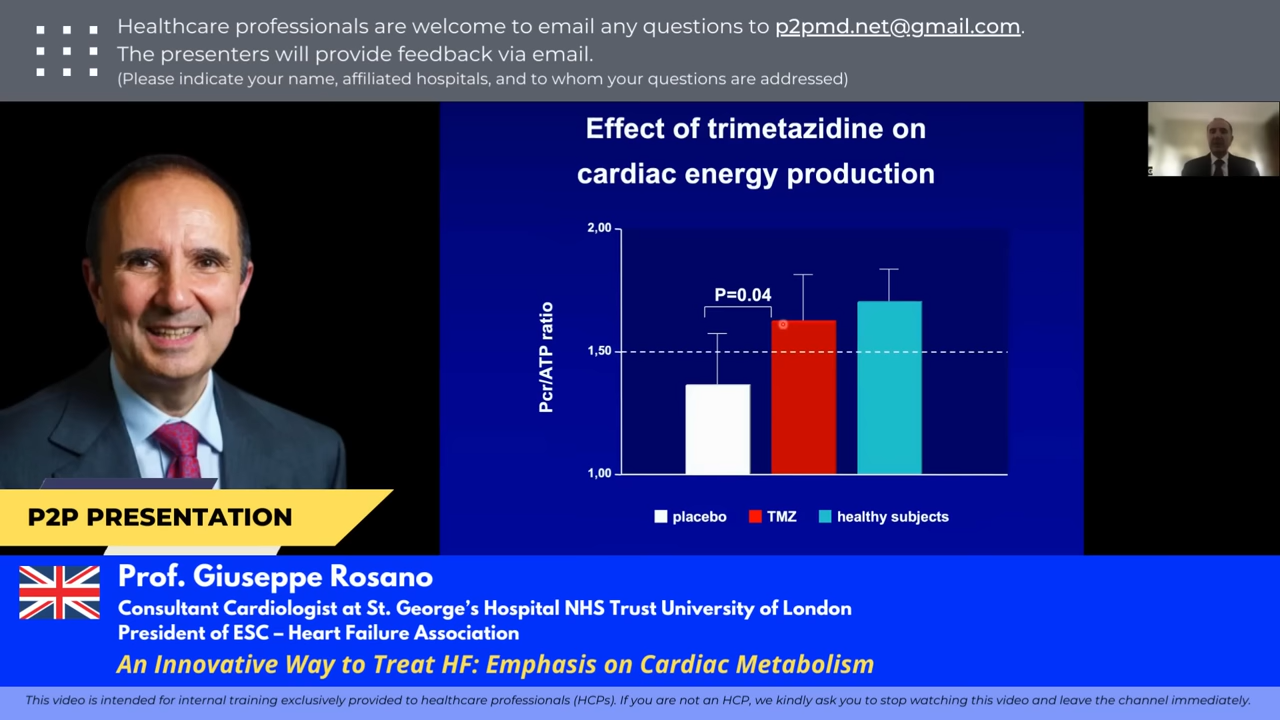 Healthcare professionals are welcome to email any questions to p2pmd.net@gmail.com.
The presenters will provide feedback via email.
(Please indicate your name, affiliated hospitals, and to whom your questions are addressed)
Effect of trimetazidine on
cardiac energy production
2,00
P=0.04
1,50
Pcr/ATP ratio
1,00
placebo TMZ healthy subjects
P2P PRESENTATION
Prof. Giuseppe Rosano
Consultant Cardiologist at St. George's Hospital NHS Trust University of London
President of ESC – Heart Failure Association
An Innovative Way to Treat HF: Emphasis on Cardiac Metabolism
This video is intended for internal training exclusively provided to healthcare professionals (HCPs). If you are not an HCP, we kindly ask you to stop watching this video and leave the channel immediately.